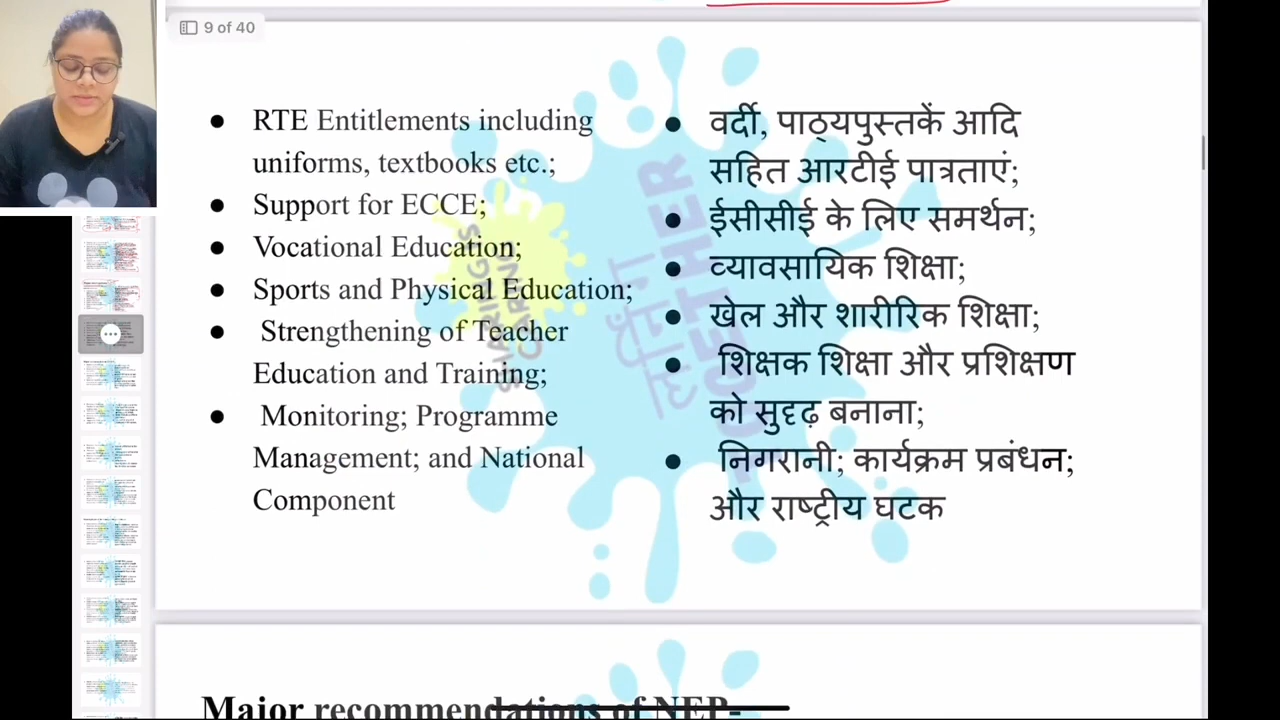 9 of 40
● RTE Entitlements including
uniforms, textbooks etc.;
● Support for ECCE;
● Vocational Education;
● Sports and Physical Education;
● Strengthening of Teacher
Education and Training;
● Monitoring; Programme
Management; and National
Component
● वर्दी, पाठ्यपुस्तकें आदि
सहित आरटीई पात्रताएं;
● ईसीसीई के लिए समर्थन;
● व्यावसायिक शिक्षा;
● खेल और शारीरिक शिक्षा;
● शिक्षक शिक्षा और प्रशिक्षण
को सुदृढ़ बनाना;
● निगरानी; कार्यक्रम प्रबंधन;
और राष्ट्रीय घटक
Major recommendations of NEP-